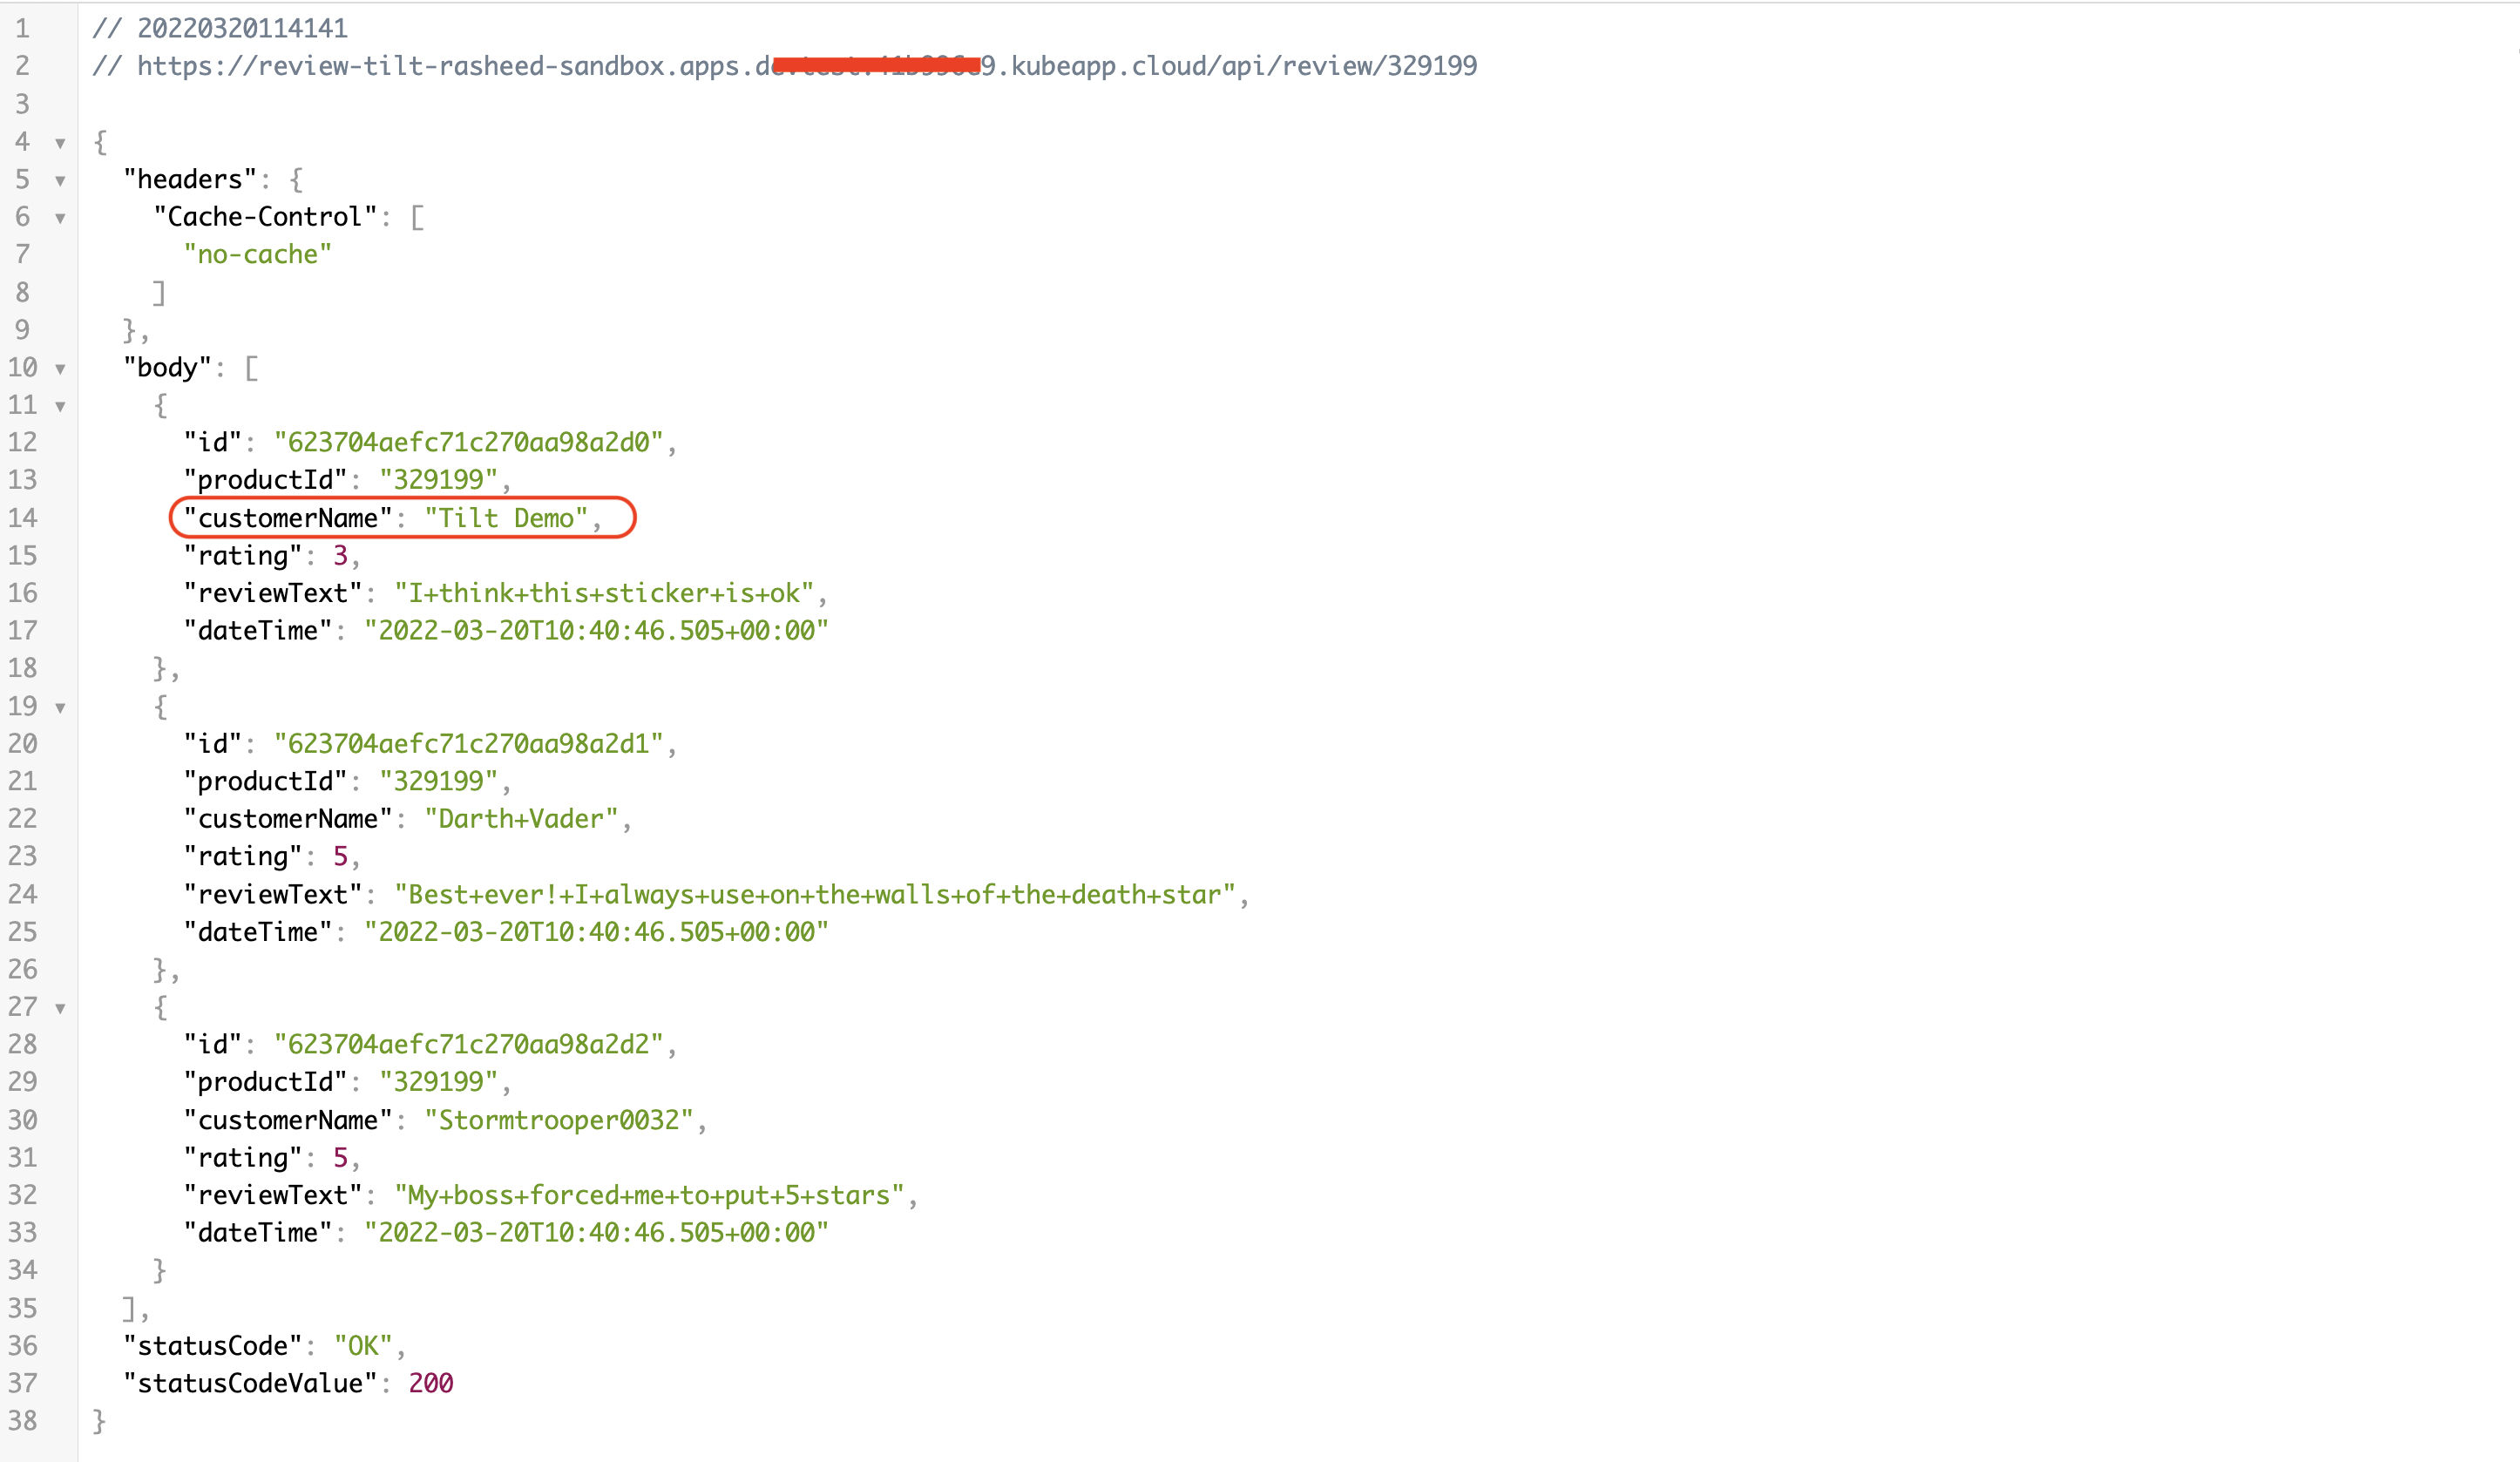 1 // 20220320114141
2 // https://review-tilt-rasheed-sandbox.apps.de 9.kubeapp.cloud/api/review/329199
3
4 {
5 "headers": {
6 "Cache-Control": [
7 "no-cache"
8 ]
9 },
10 "body": [
11 {
12 "id": "623704aefc71c270aa98a2d0",
13 "productId": "329199",
14 "customerName": "Tilt Demo",
15 "rating": 3,
16 "reviewText": "I+think+this+sticker+is+ok",
17 "dateTime": "2022-03-20T10:40:46.505+00:00"
18 },
19 {
20 "id": "623704aefc71c270aa98a2d1",
21 "productId": "329199",
22 "customerName": "Darth+Vader",
23 "rating": 5,
24 "reviewText": "Best+ever!+I+always+use+on+the+walls+of+the+death+star",
25 "dateTime": "2022-03-20T10:40:46.505+00:00"
26 },
27 {
28 "id": "623704aefc71c270aa98a2d2",
29 "productId": "329199",
30 "customerName": "Stormtrooper0032",
31 "rating": 5,
32 "reviewText": "My+boss+forced+me+to+put+5+stars",
33 "dateTime": "2022-03-20T10:40:46.505+00:00"
34 }
35 ],
36 "statusCode": "OK",
37 "statusCodeValue": 200
38 }